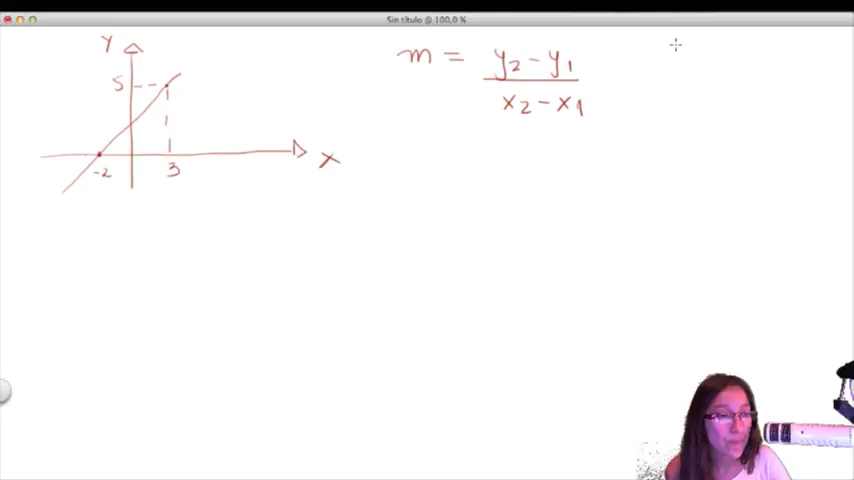 Sin título @ 100,0 %
Y
5
-2
3
X
m = y₂ - y₁
x₂ - x₁